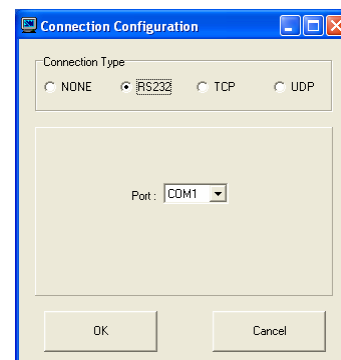 Connection Configuration
Connection Type
NONE RS232 TCP UDP
Port : COM1
OK Cancel